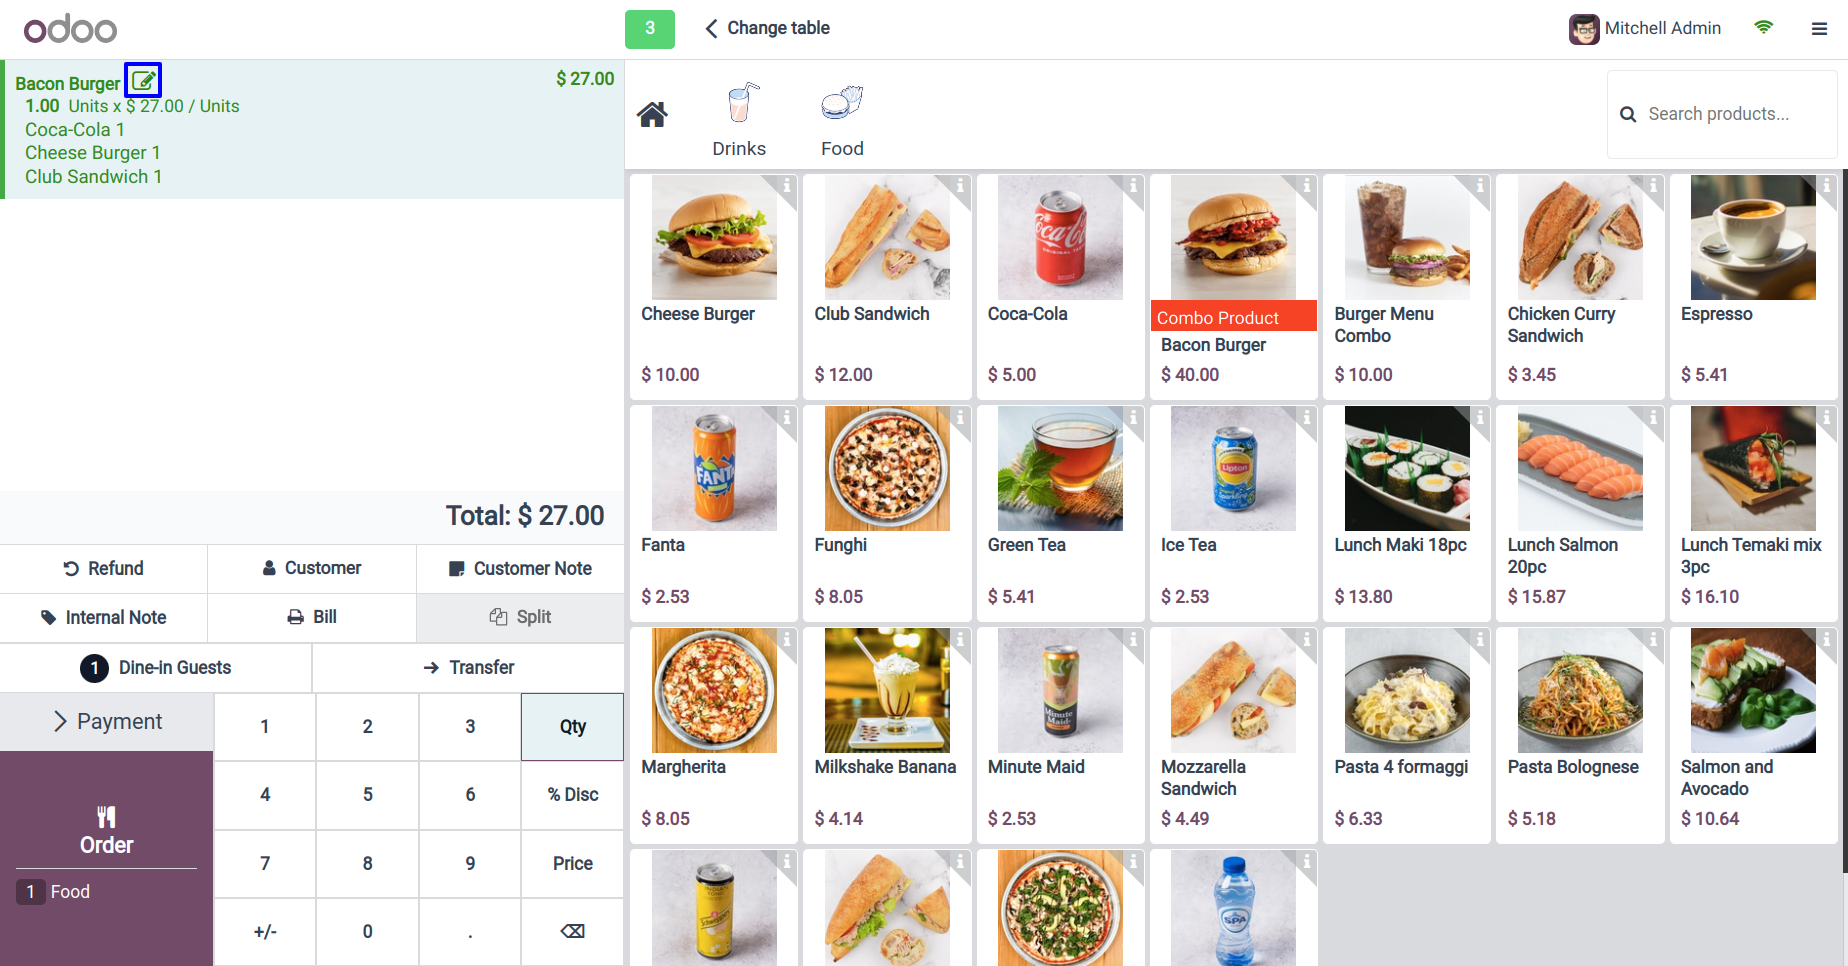 odoo
3
Change table
Mitchell Admin
Bacon Burger
$ 27.00
1.00 Units x $ 27.00 / Units
Coca-Cola 1
Cheese Burger 1
Club Sandwich 1
Drinks
Food
Search products...
Cheese Burger
$ 10.00
Club Sandwich
$ 12.00
Coca-Cola
$ 5.00
Combo Product
Bacon Burger
$ 40.00
Burger Menu
Combo
$ 10.00
Chicken Curry
Sandwich
$ 3.45
Espresso
$ 5.41
Fanta
$ 2.53
Funghi
$ 8.05
Green Tea
$ 5.41
Lipton
Ice Tea
$ 2.53
Lunch Maki 18pc
$ 13.80
Lunch Salmon
20pc
$ 15.87
Lunch Temaki mix
3pc
$ 16.10
Margherita
$ 8.05
Milkshake Banana
$ 4.14
Minute
Maid
Minute Maid
$ 2.53
Mozzarella
Sandwich
$ 4.49
Pasta 4 formaggi
$ 6.33
Pasta Bolognese
$ 5.18
Salmon and
Avocado
$ 10.64
SPA
Total: $ 27.00
Refund
Customer
Customer Note
Internal Note
Bill
Split
1 Dine-in Guests
Transfer
Payment
1 2 3 Qty
4 5 6 % Disc
7 8 9 Price
+/- 0 .
Order
1 Food